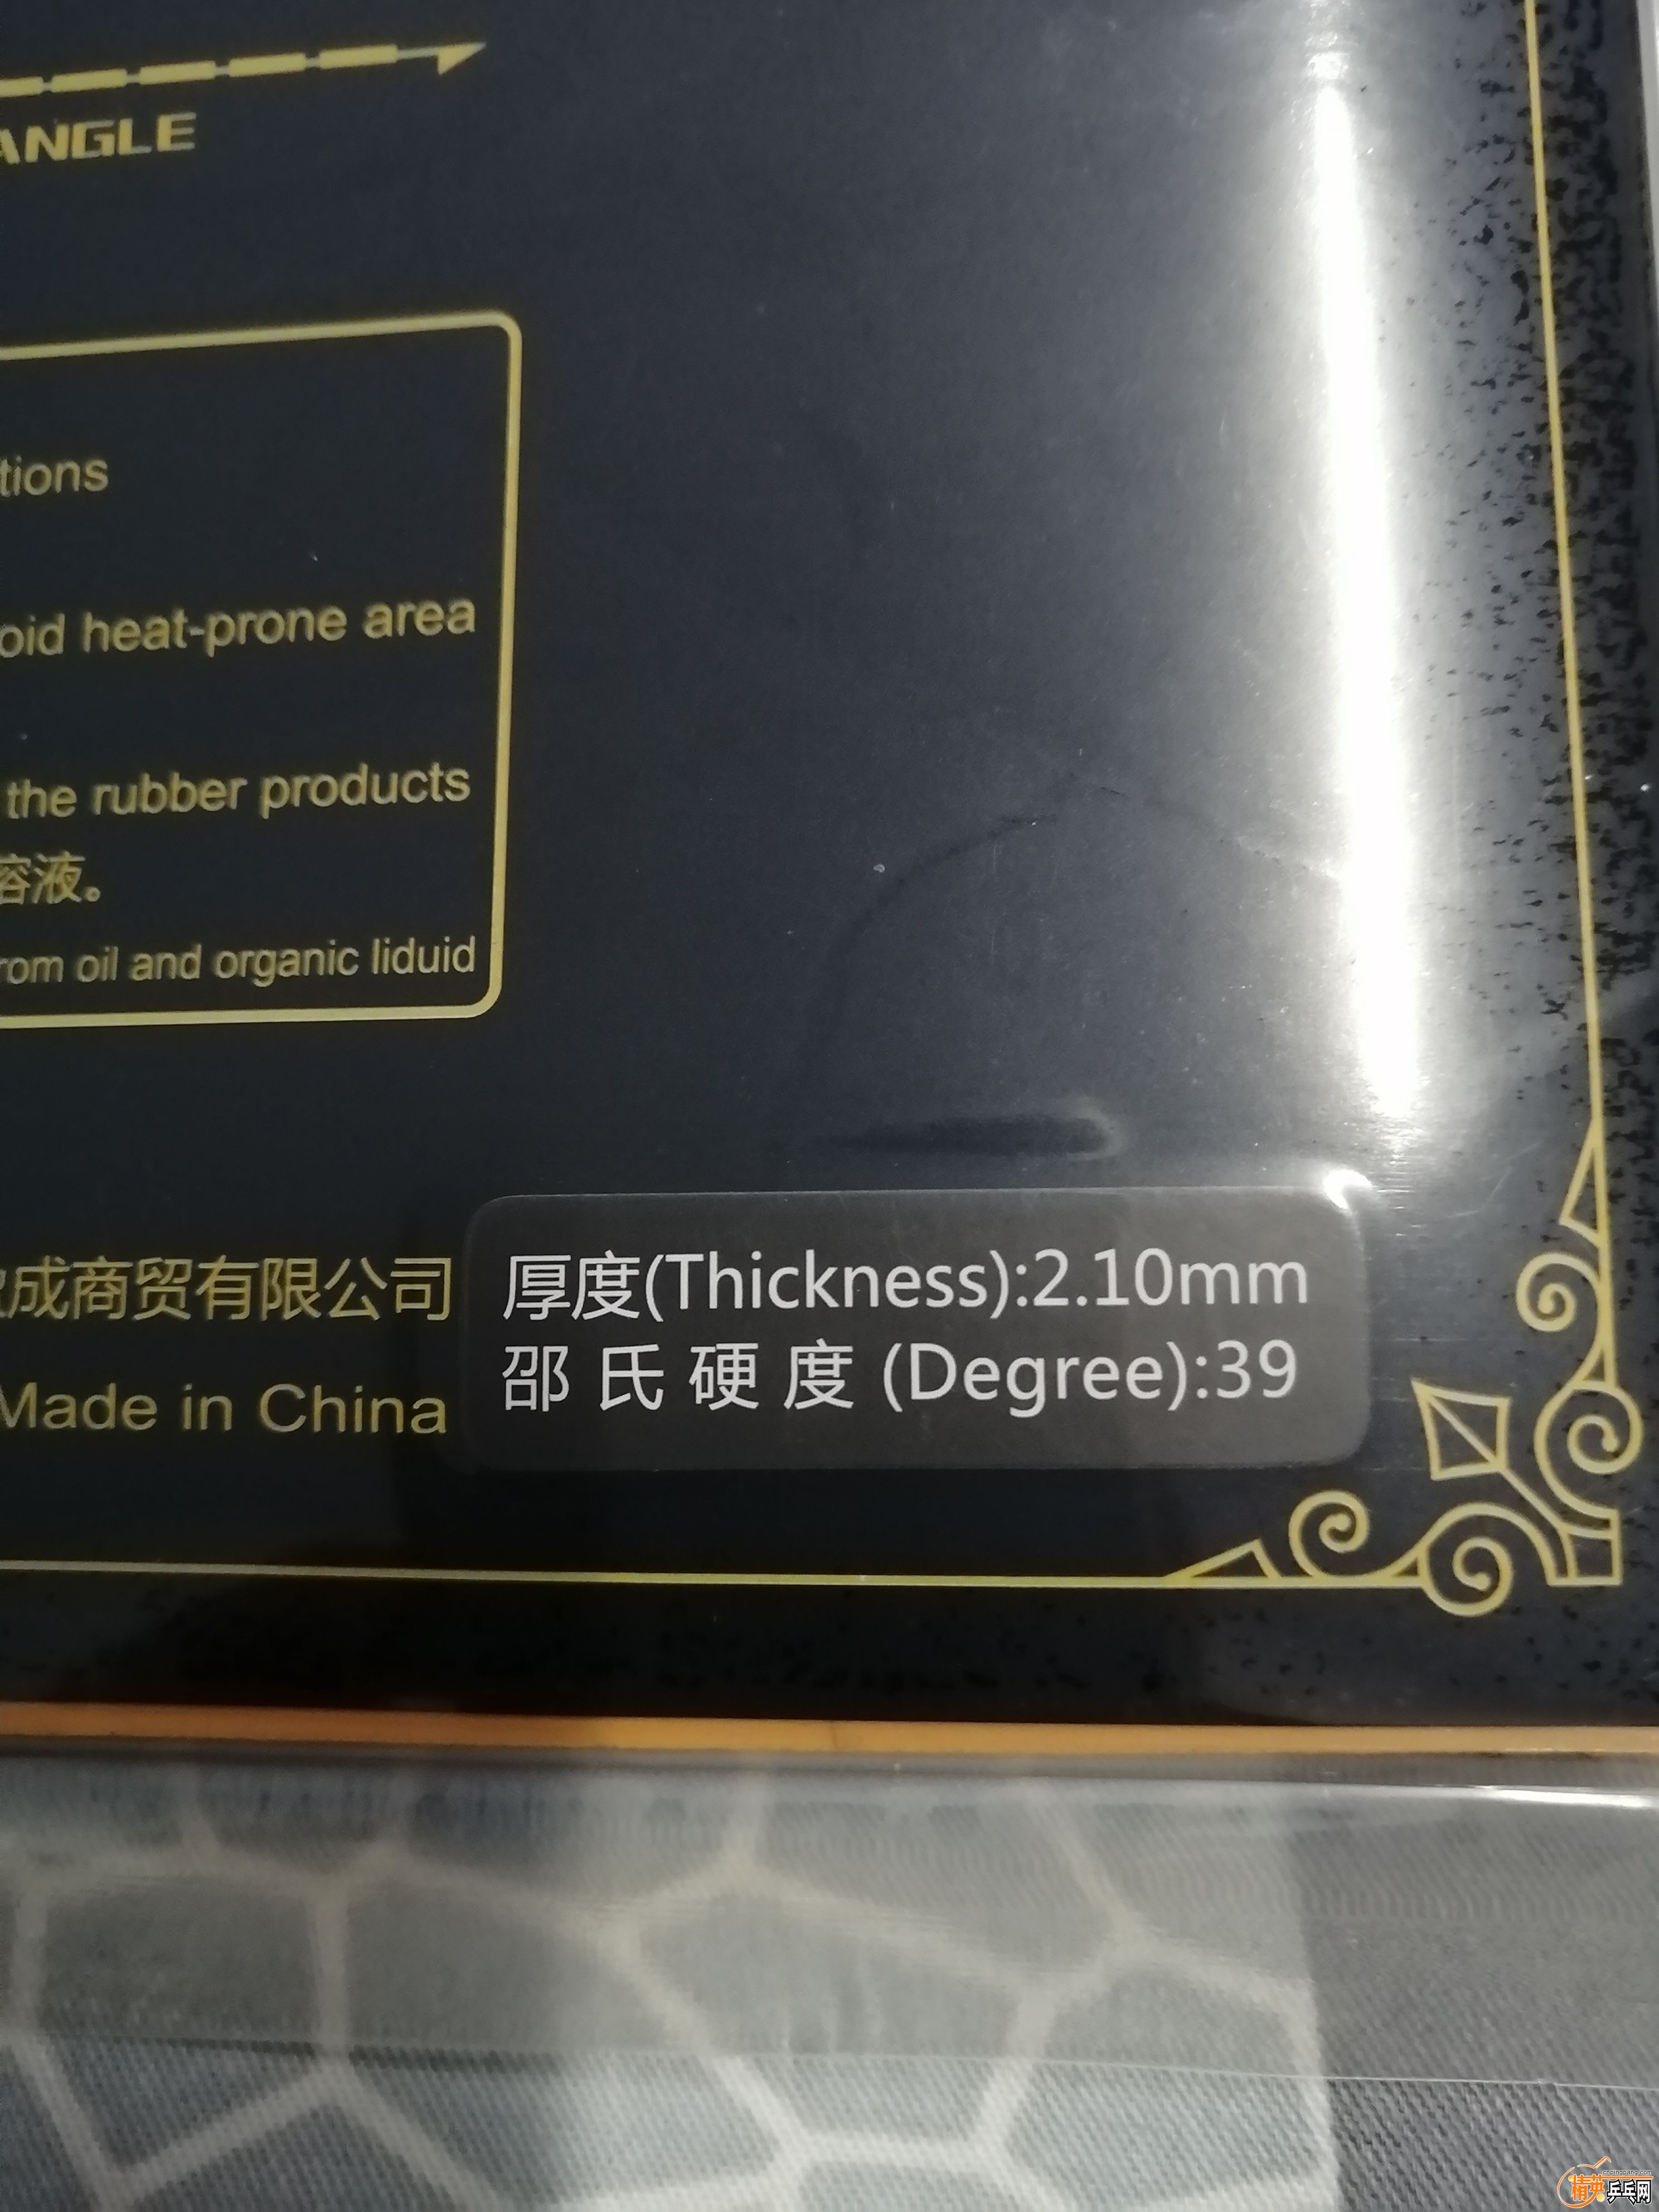 ANGLE
tions
oid heat-prone area
the rubber products
溶液。
rom oil and organic liduid
成商贸有限公司
Made in China
厚度(Thickness):2.10mm
邵氏硬度(Degree):39
精英乒乓网